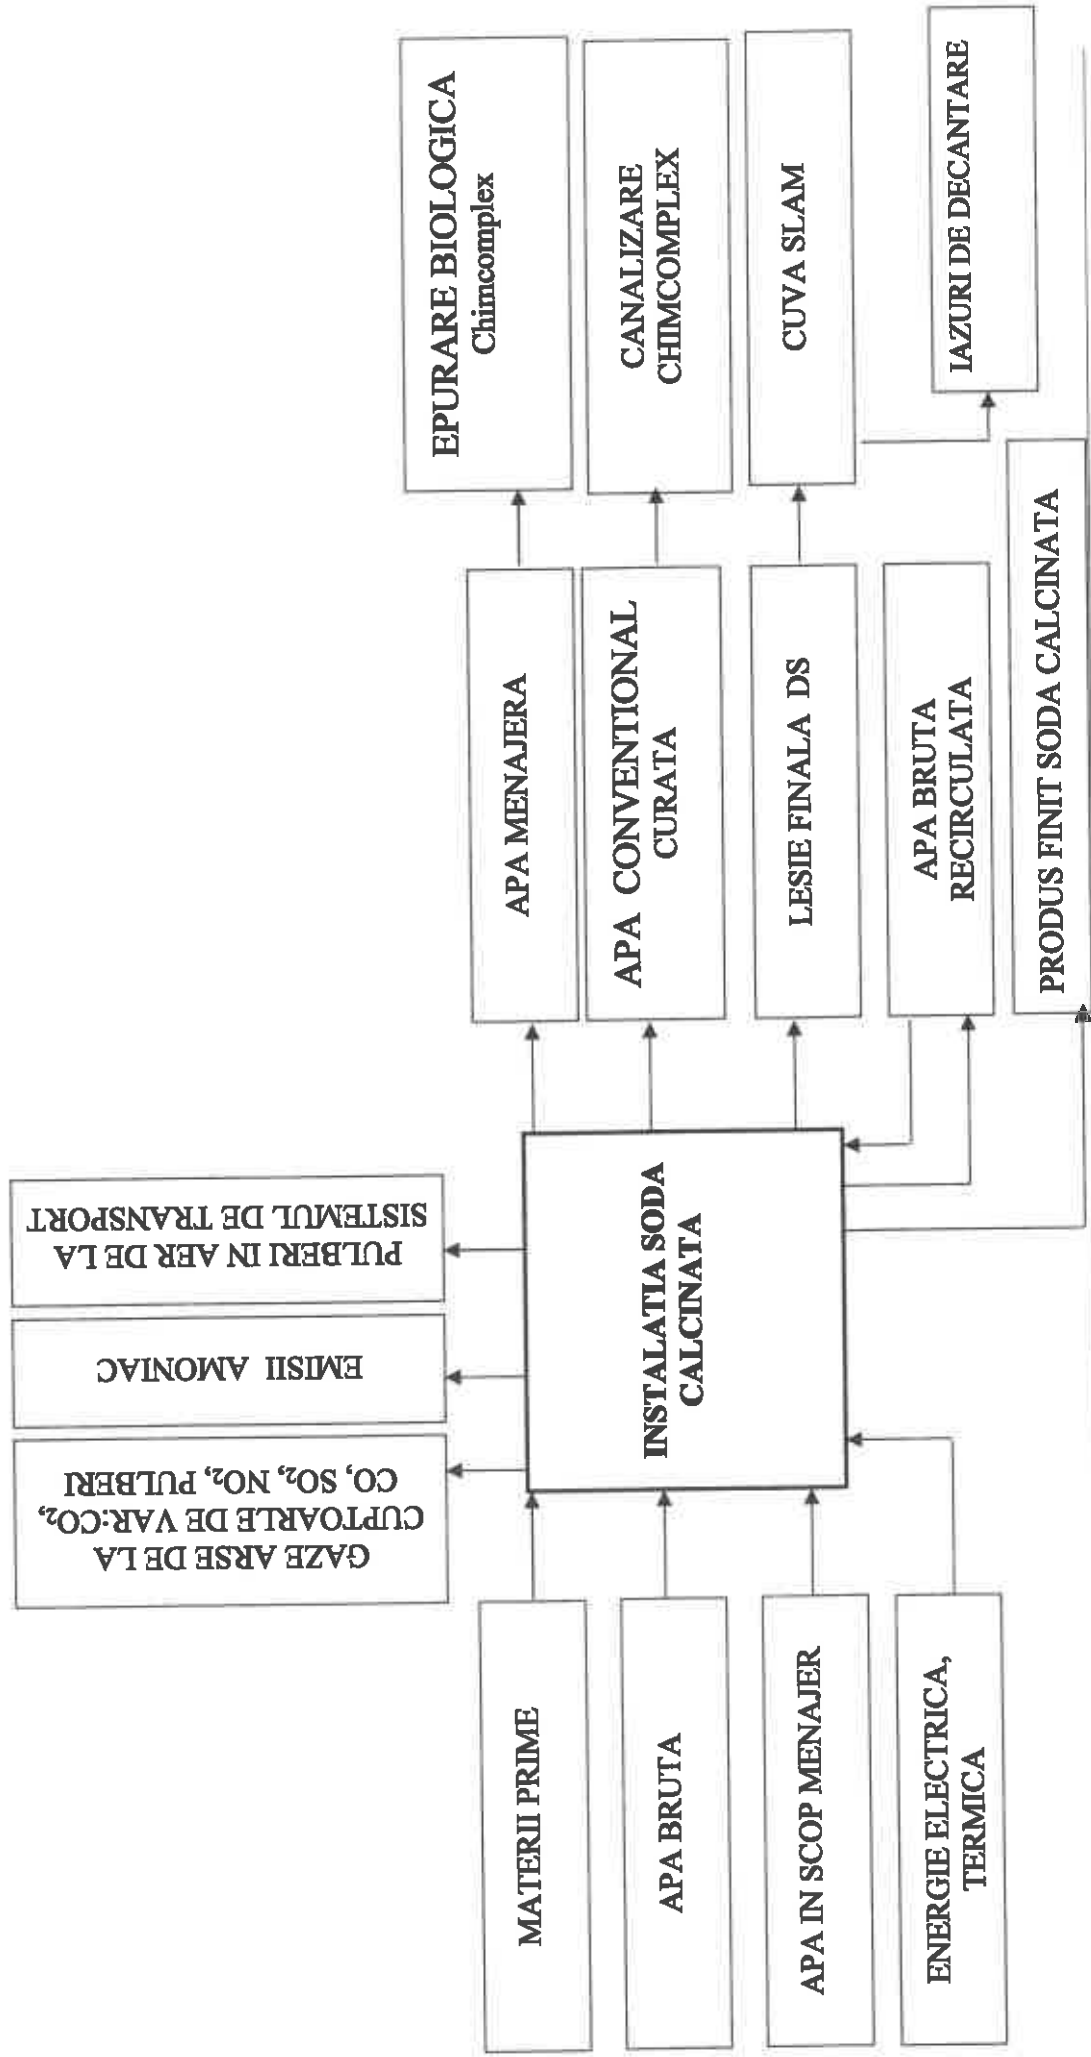 GAZE ARSE DE LA
CUPTOARLE DE VAR:CO₂,
CO, SO₂, NO₂, PULBERI
EMISII AMONIAC
PULBERI IN AER DE LA
SISTEMUL DE TRANSPORT
MATERII PRIME
APA BRUTA
APA IN SCOP MENAJER
ENERGIE ELECTRICA,
TERMICA
INSTALATIA SODA
CALCINATA
APA MENAJERA
APA CONVENTIONAL
CURATA
LESIE FINALA DS
APA BRUTA
RECIRCULATA
PRODUS FINIT SODA CALCINATA
EPURARE BIOLOGICA
Chimcomplex
CANALIZARE
CHIMCOMPLEX
CUVA SLAM
IAZURI DE DECANTARE